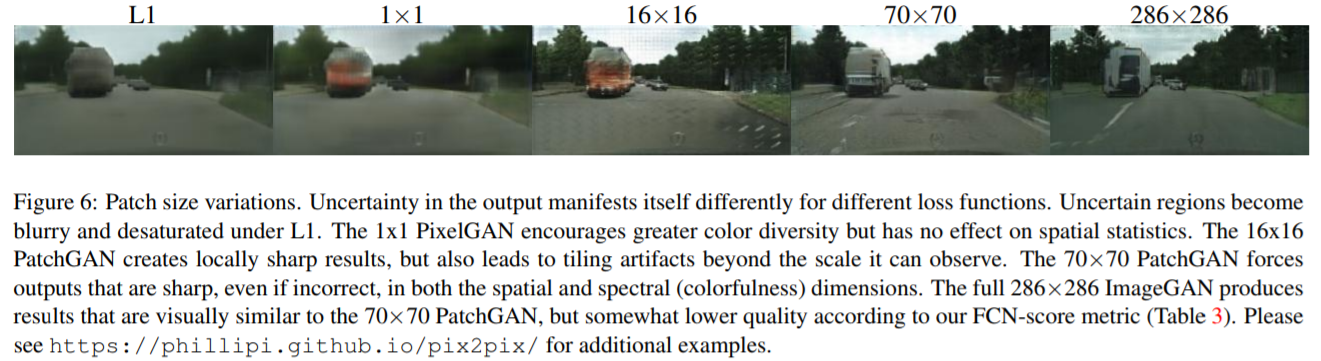 L1 1×1 16×16 70×70 286×286
Figure 6: Patch size variations. Uncertainty in the output manifests itself differently for different loss functions. Uncertain regions become
blurry and desaturated under L1. The 1x1 PixelGAN encourages greater color diversity but has no effect on spatial statistics. The 16x16
PatchGAN creates locally sharp results, but also leads to tiling artifacts beyond the scale it can observe. The 70×70 PatchGAN forces
outputs that are sharp, even if incorrect, in both the spatial and spectral (colorfulness) dimensions. The full 286×286 ImageGAN produces
results that are visually similar to the 70×70 PatchGAN, but somewhat lower quality according to our FCN-score metric (Table 3). Please
see https://phillipi.github.io/pix2pix/ for additional examples.